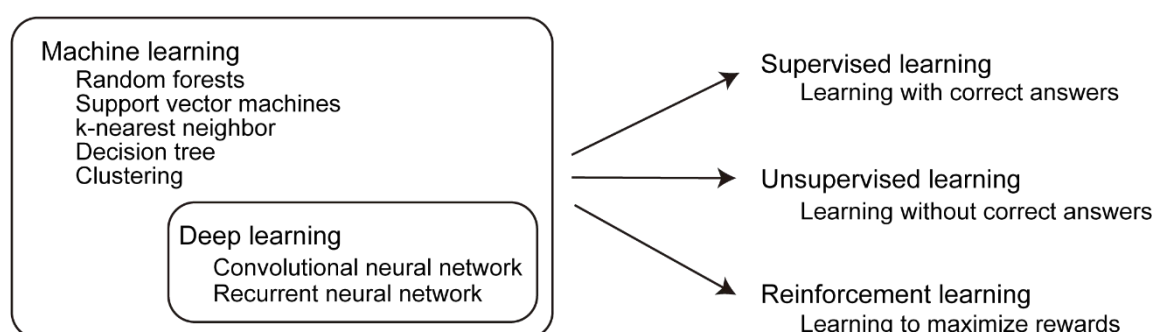 Machine learning
Random forests
Support vector machines
k-nearest neighbor
Decision tree
Clustering
Deep learning
Convolutional neural network
Recurrent neural network
Supervised learning
Learning with correct answers
Unsupervised learning
Learning without correct answers
Reinforcement learning
Learning to maximize rewards